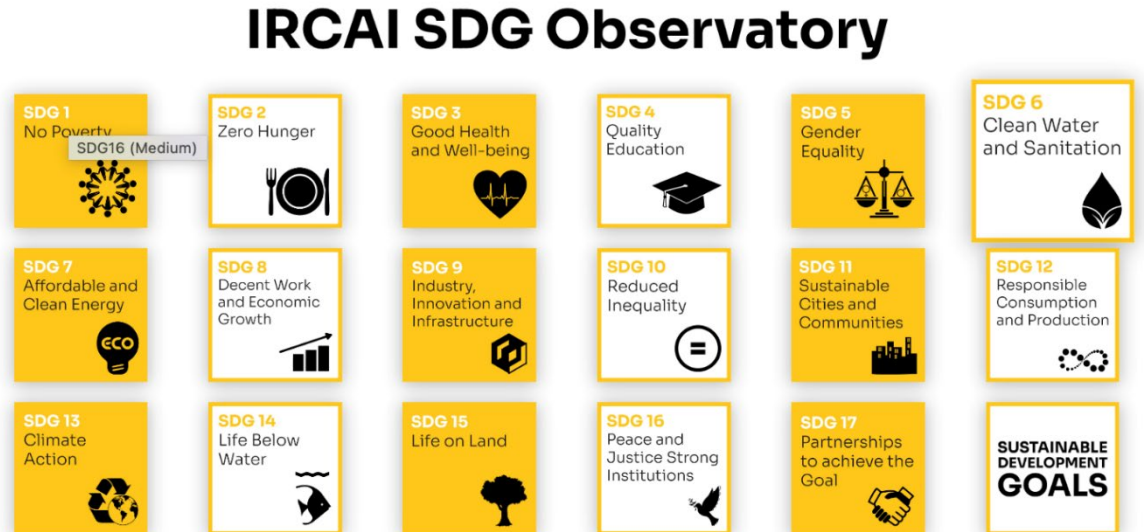 IRCAI SDG Observatory
SDG 1
No Poverty
SDG16 (Medium)
SDG 2
Zero Hunger
SDG 3
Good Health
and Well-being
SDG 4
Quality
Education
SDG 5
Gender
Equality
SDG 6
Clean Water
and Sanitation
SDG 7
Affordable and
Clean Energy
ECO
SDG 8
Decent Work
and Economic
Growth
SDG 9
Industry,
Innovation and
Infrastructure
SDG 10
Reduced
Inequality
=
SDG 11
Sustainable
Cities and
Communities
SDG 12
Responsible
Consumption
and Production
SDG 13
Climate
Action
SDG 14
Life Below
Water
SDG 15
Life on Land
SDG 16
Peace and
Justice Strong
Institutions
SDG 17
Partnerships
to achieve the
Goal
SUSTAINABLE
DEVELOPMENT
GOALS